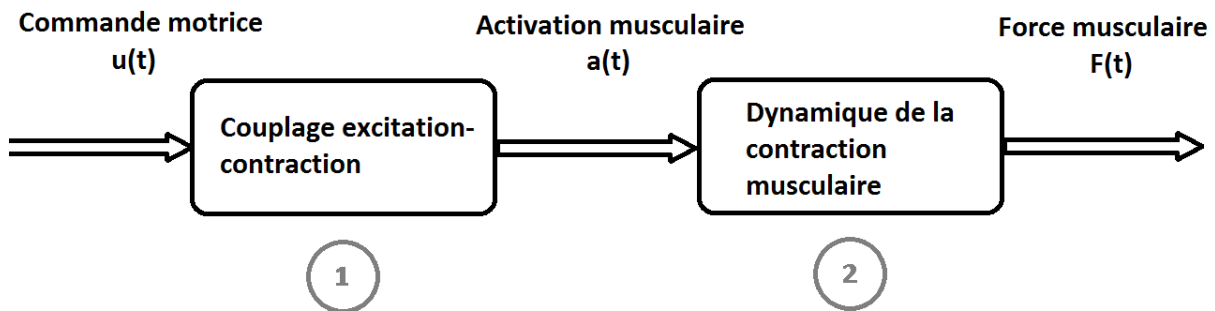 Commande motrice
u(t)
Activation musculaire
a(t)
Force musculaire
F(t)
Couplage excitation-
contraction
Dynamique de la
contraction
musculaire
1
2